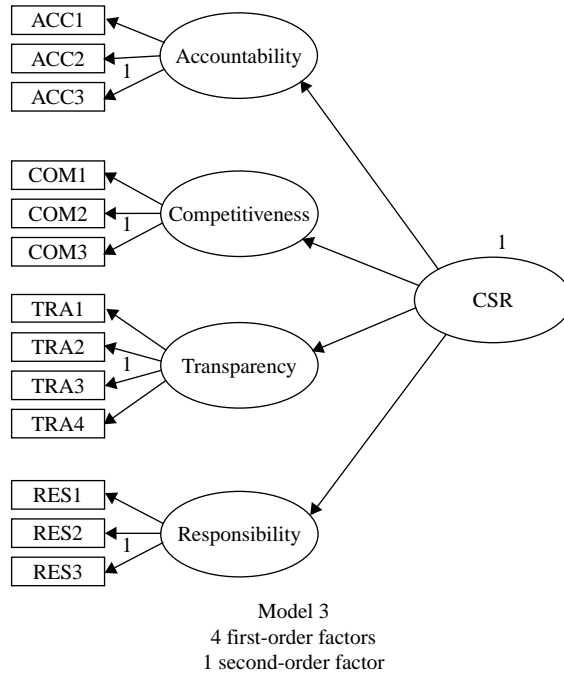 ACC1
ACC2
1
ACC3
Accountability
COM1
COM2
1
COM3
Competitiveness
1
CSR
TRA1
TRA2
1
TRA3
TRA4
Transparency
RES1
RES2
1
RES3
Responsibility
Model 3
4 first-order factors
1 second-order factor